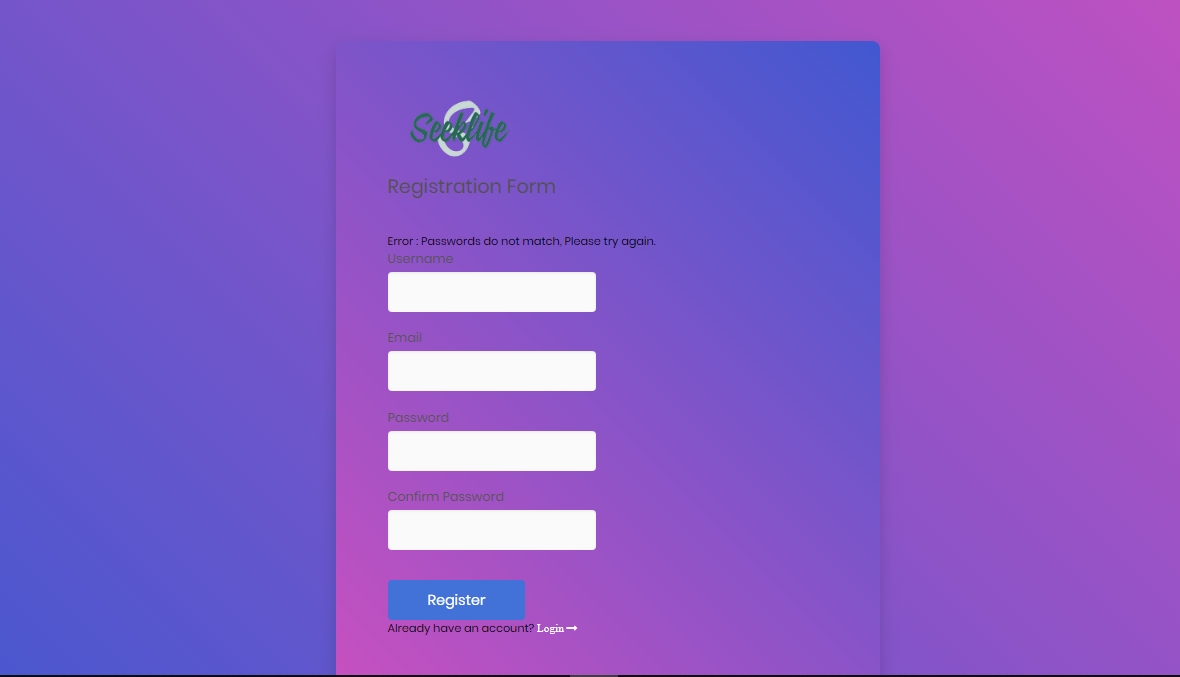 Seeklife
Registration Form
Error : Passwords do not match, Please try again.
Username
Email
Password
Confirm Password
Register
Already have an account? Login